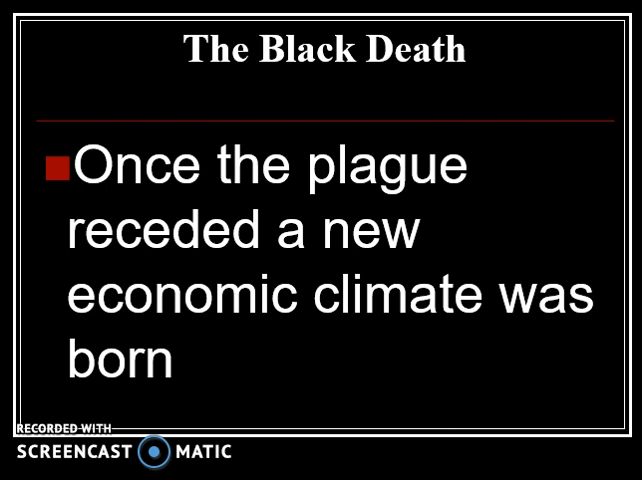 The Black Death
Once the plague
receded a new
economic climate was
born
RECORDED WITH
SCREENCAST MATIC